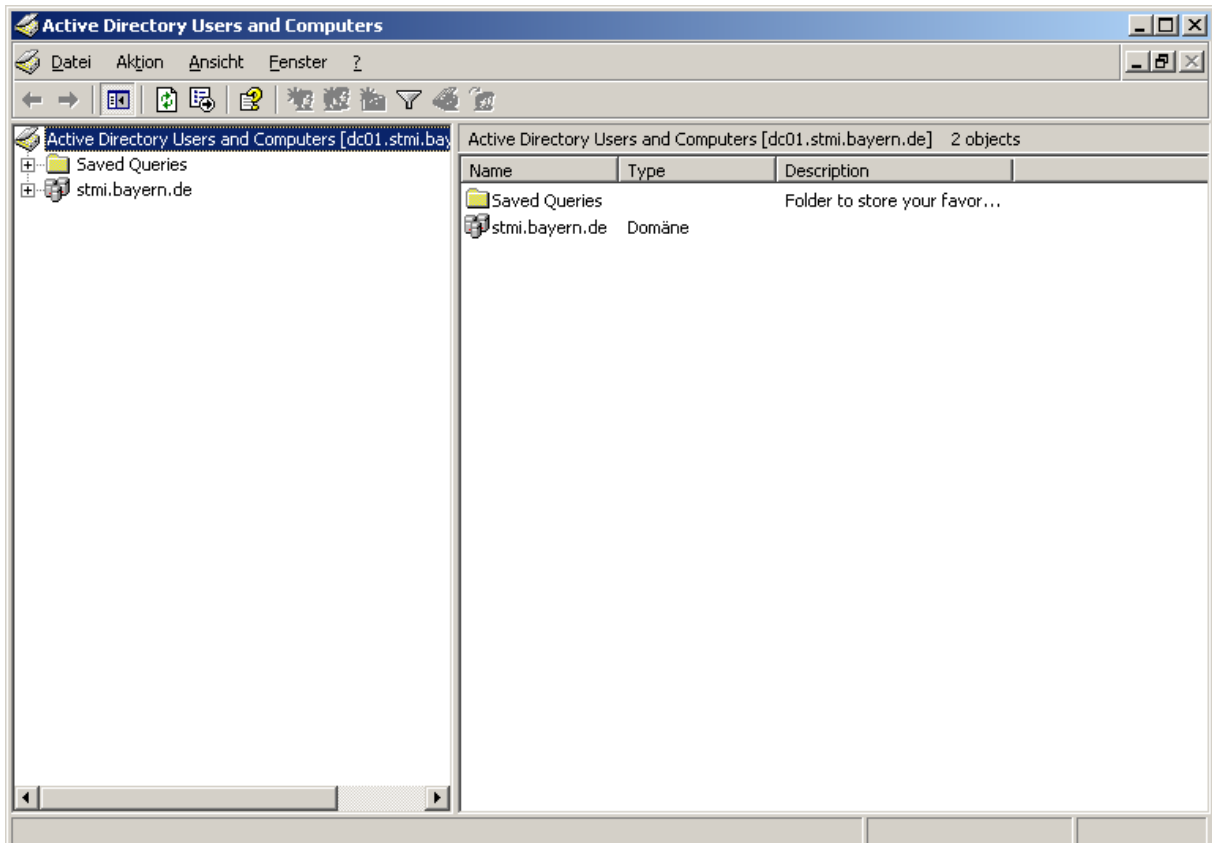 Active Directory Users and Computers
Datei Aktion Ansicht Fenster ?
Active Directory Users and Computers [dc01.stmi.bay
Saved Queries
stmi.bayern.de
Active Directory Users and Computers [dc01.stmi.bayern.de] 2 objects
Name Type Description
Saved Queries Folder to store your favor...
stmi.bayern.de Domäne